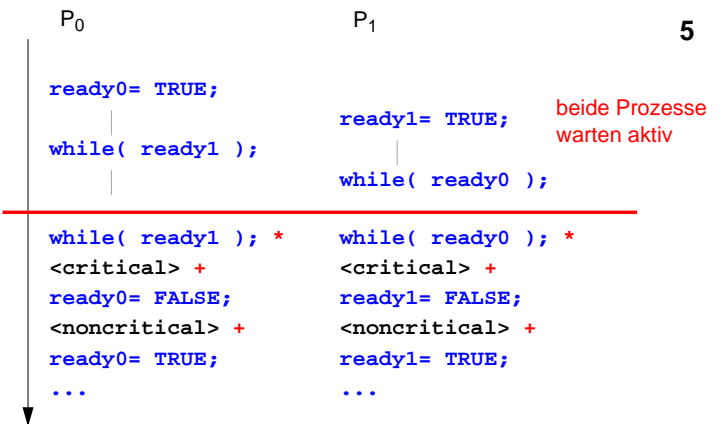 P0 P1
5
ready0= TRUE;
ready1= TRUE;
beide Prozesse
warten aktiv
while( ready1 );
while( ready0 );
while( ready1 ); * while( ready0 ); *
<critical> + <critical> +
ready0= FALSE; ready1= FALSE;
<noncritical> + <noncritical> +
ready0= TRUE; ready1= TRUE;
... ...